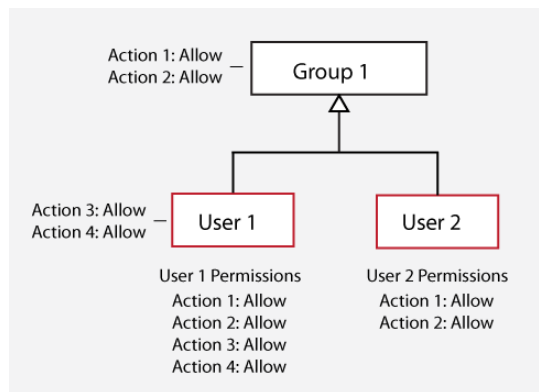 Action 1: Allow
Action 2: Allow
Group 1
Action 3: Allow
Action 4: Allow
User 1
User 2
User 1 Permissions
Action 1: Allow
Action 2: Allow
Action 3: Allow
Action 4: Allow
User 2 Permissions
Action 1: Allow
Action 2: Allow